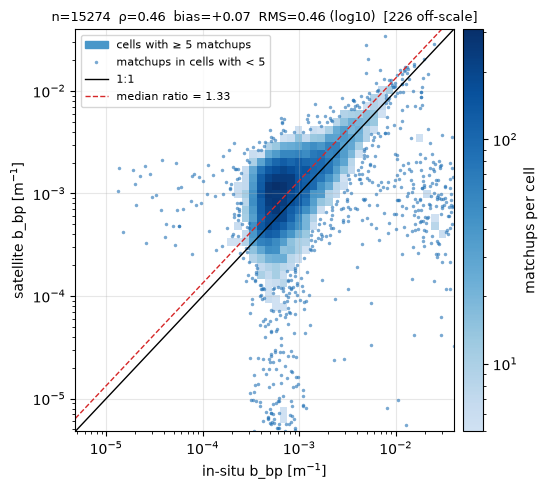 n=15274 ρ=0.46 bias=+0.07 RMS=0.46 (log10) [226 off-scale]
cells with ≥ 5 matchups
matchups in cells with < 5
1:1
median ratio = 1.33
10⁻²
10⁻³
10⁻⁴
10⁻⁵
satellite b_bp [m⁻¹]
10⁻⁵ 10⁻⁴ 10⁻³ 10⁻²
in-situ b_bp [m⁻¹]
10²
10¹
matchups per cell